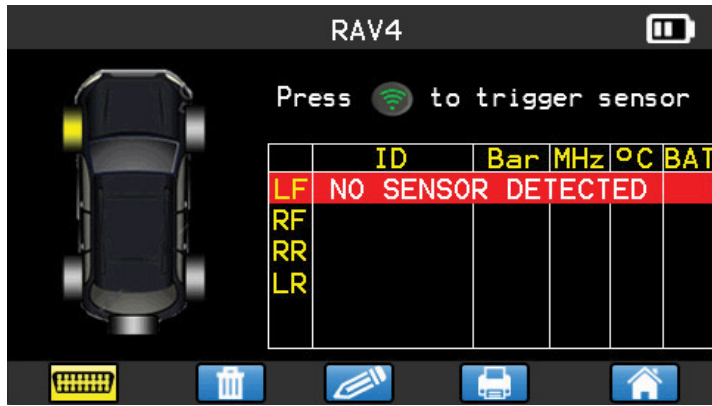 RAV4
Press to trigger sensor
ID Bar MHz °C BAT
LF NO SENSOR DETECTED
RF
RR
LR